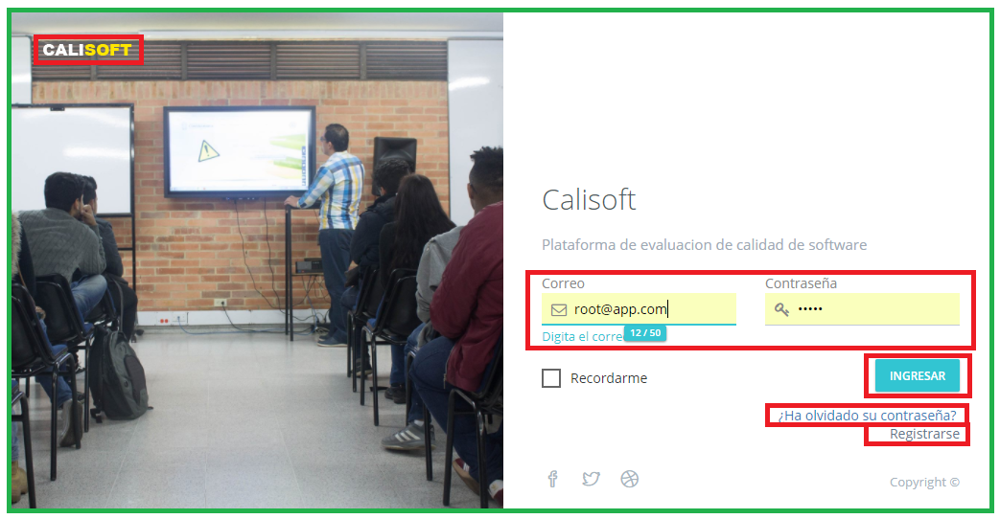 CALISOFT
Calisoft
Plataforma de evaluacion de calidad de software
Correo Contraseña
root@app.com •••••
Digita el corre 12 / 50
Recordarme INGRESAR
¿Ha olvidado su contraseña?
Registrarse
Copyright ©